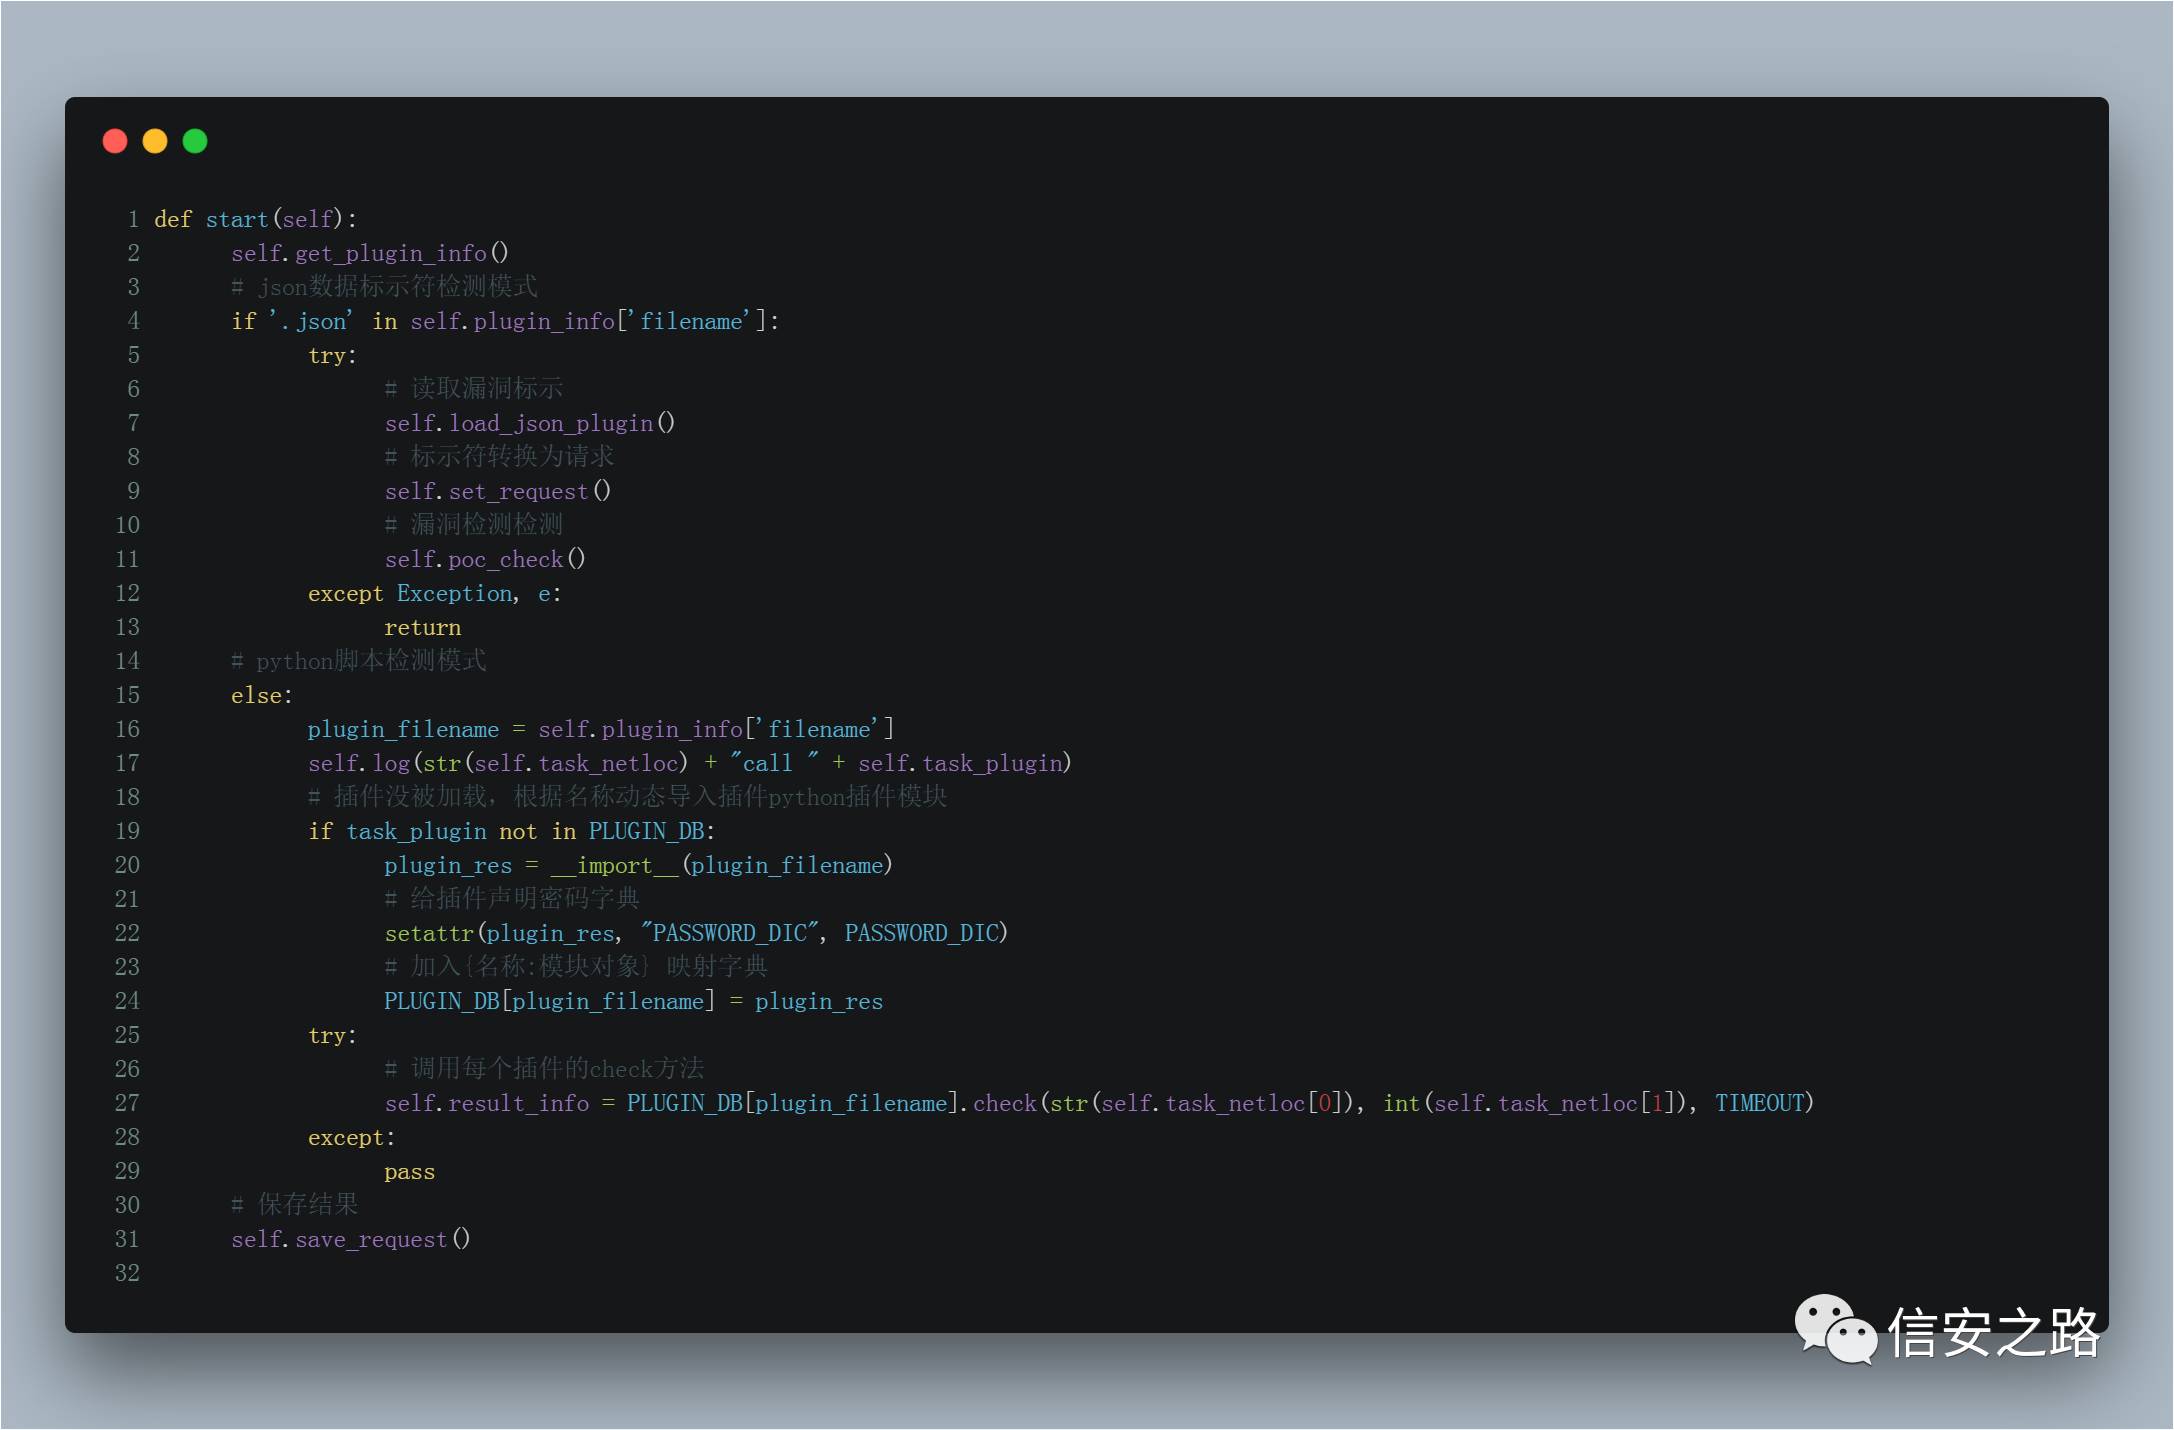 1 def start(self):
2 self.get_plugin_info()
3 # json数据标示符检测模式
4 if '.json' in self.plugin_info['filename']:
5 try:
6 # 读取漏洞标示
7 self.load_json_plugin()
8 # 标示符转换为请求
9 self.set_request()
10 # 漏洞检测检测
11 self.poc_check()
12 except Exception, e:
13 return
14 # python脚本检测模式
15 else:
16 plugin_filename = self.plugin_info['filename']
17 self.log(str(self.task_netloc) + "call " + self.task_plugin)
18 # 插件没被加载，根据名称动态导入插件python插件模块
19 if task_plugin not in PLUGIN_DB:
20 plugin_res = __import__(plugin_filename)
21 # 给插件声明密码字典
22 setattr(plugin_res, "PASSWORD_DIC", PASSWORD_DIC)
23 # 加入{名称:模块对象} 映射字典
24 PLUGIN_DB[plugin_filename] = plugin_res
25 try:
26 # 调用每个插件的check方法
27 self.result_info = PLUGIN_DB[plugin_filename].check(str(self.task_netloc[0]), int(self.task_netloc[1]), TIMEOUT)
28 except:
29 pass
30 # 保存结果
31 self.save_request()
32
信安之路